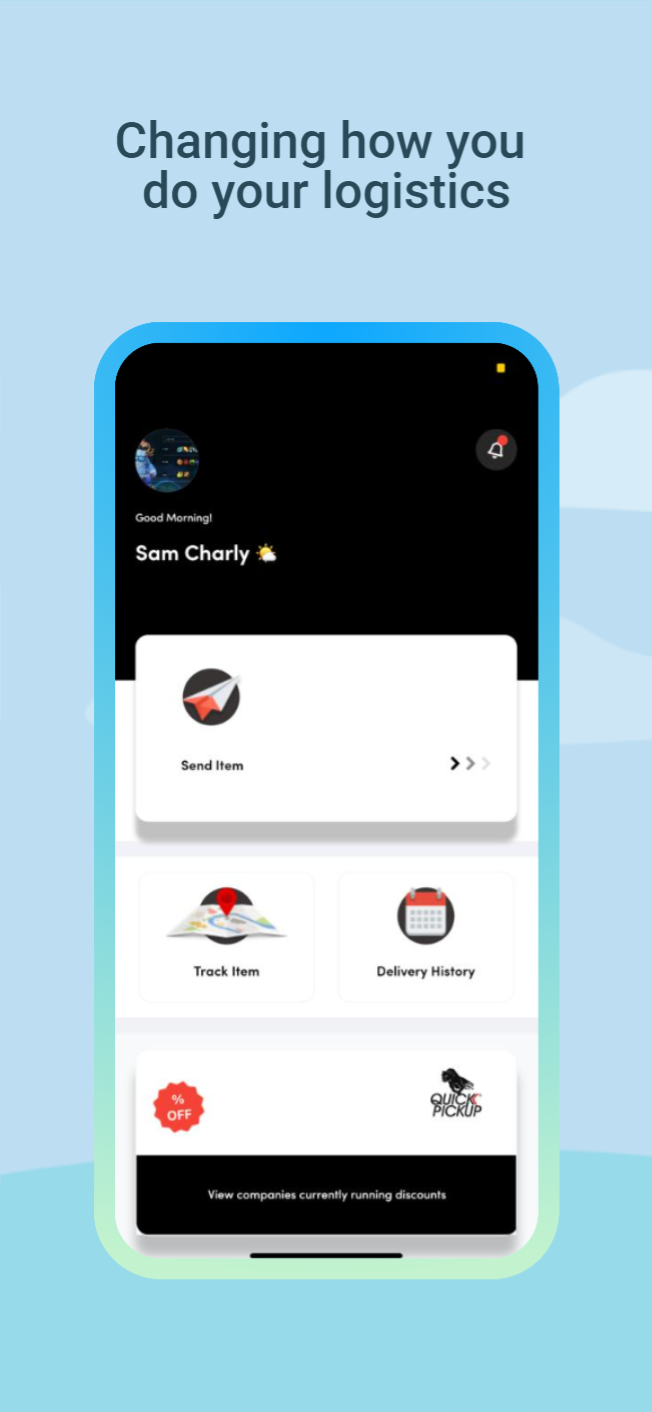 Changing how you
do your logistics
Good Morning!
Sam Charly
Send Item
Track Item
Delivery History
%
OFF
QUICK
PICKUP
View companies currently running discounts